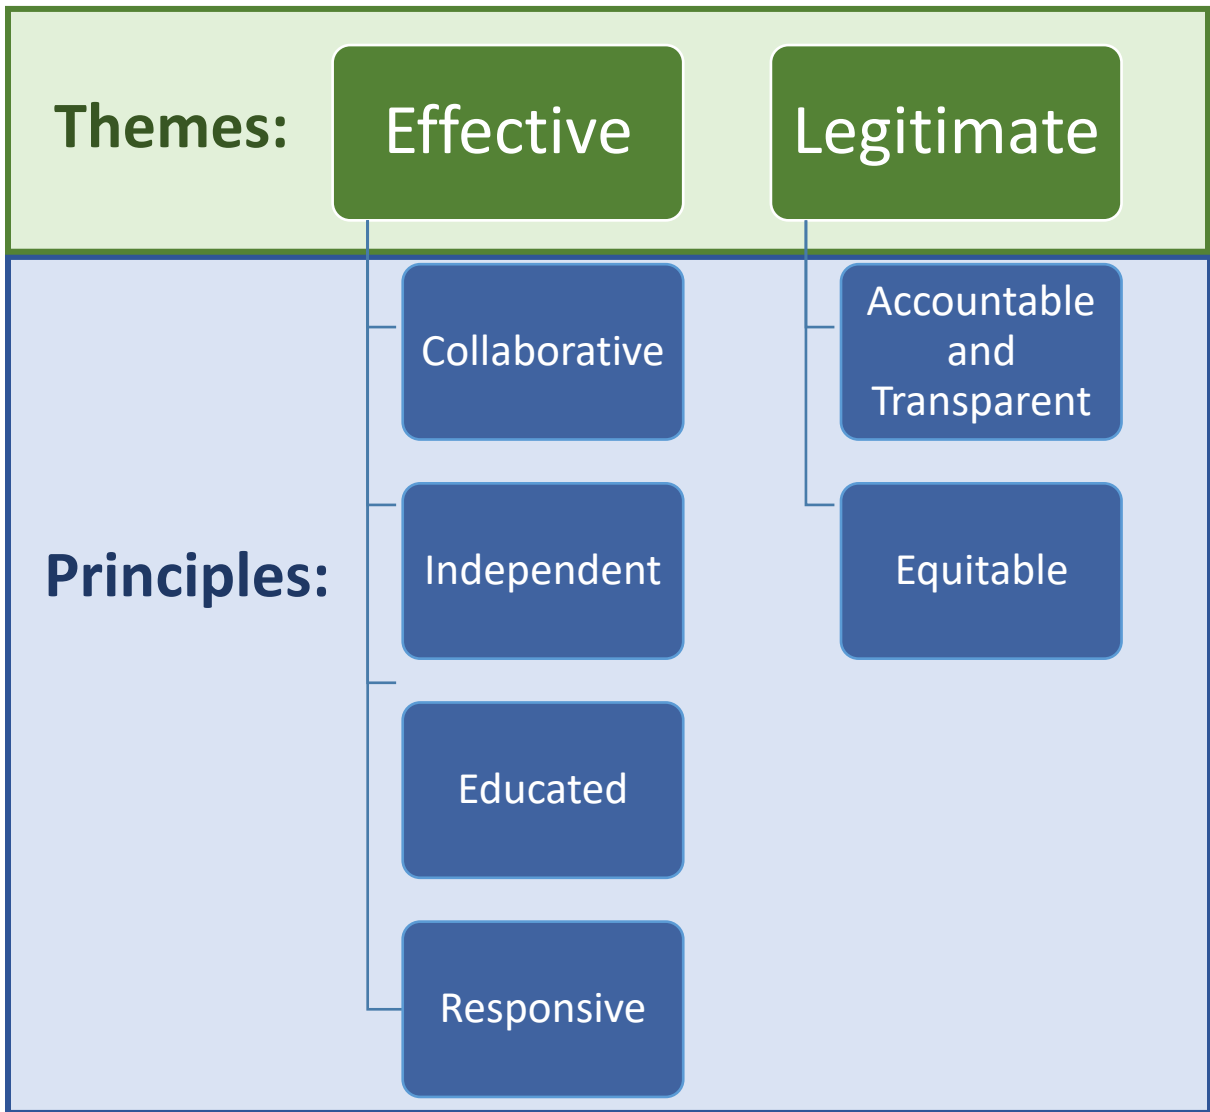 Themes:
Effective
Legitimate
Principles:
Collaborative
Independent
Educated
Responsive
Accountable
and
Transparent
Equitable